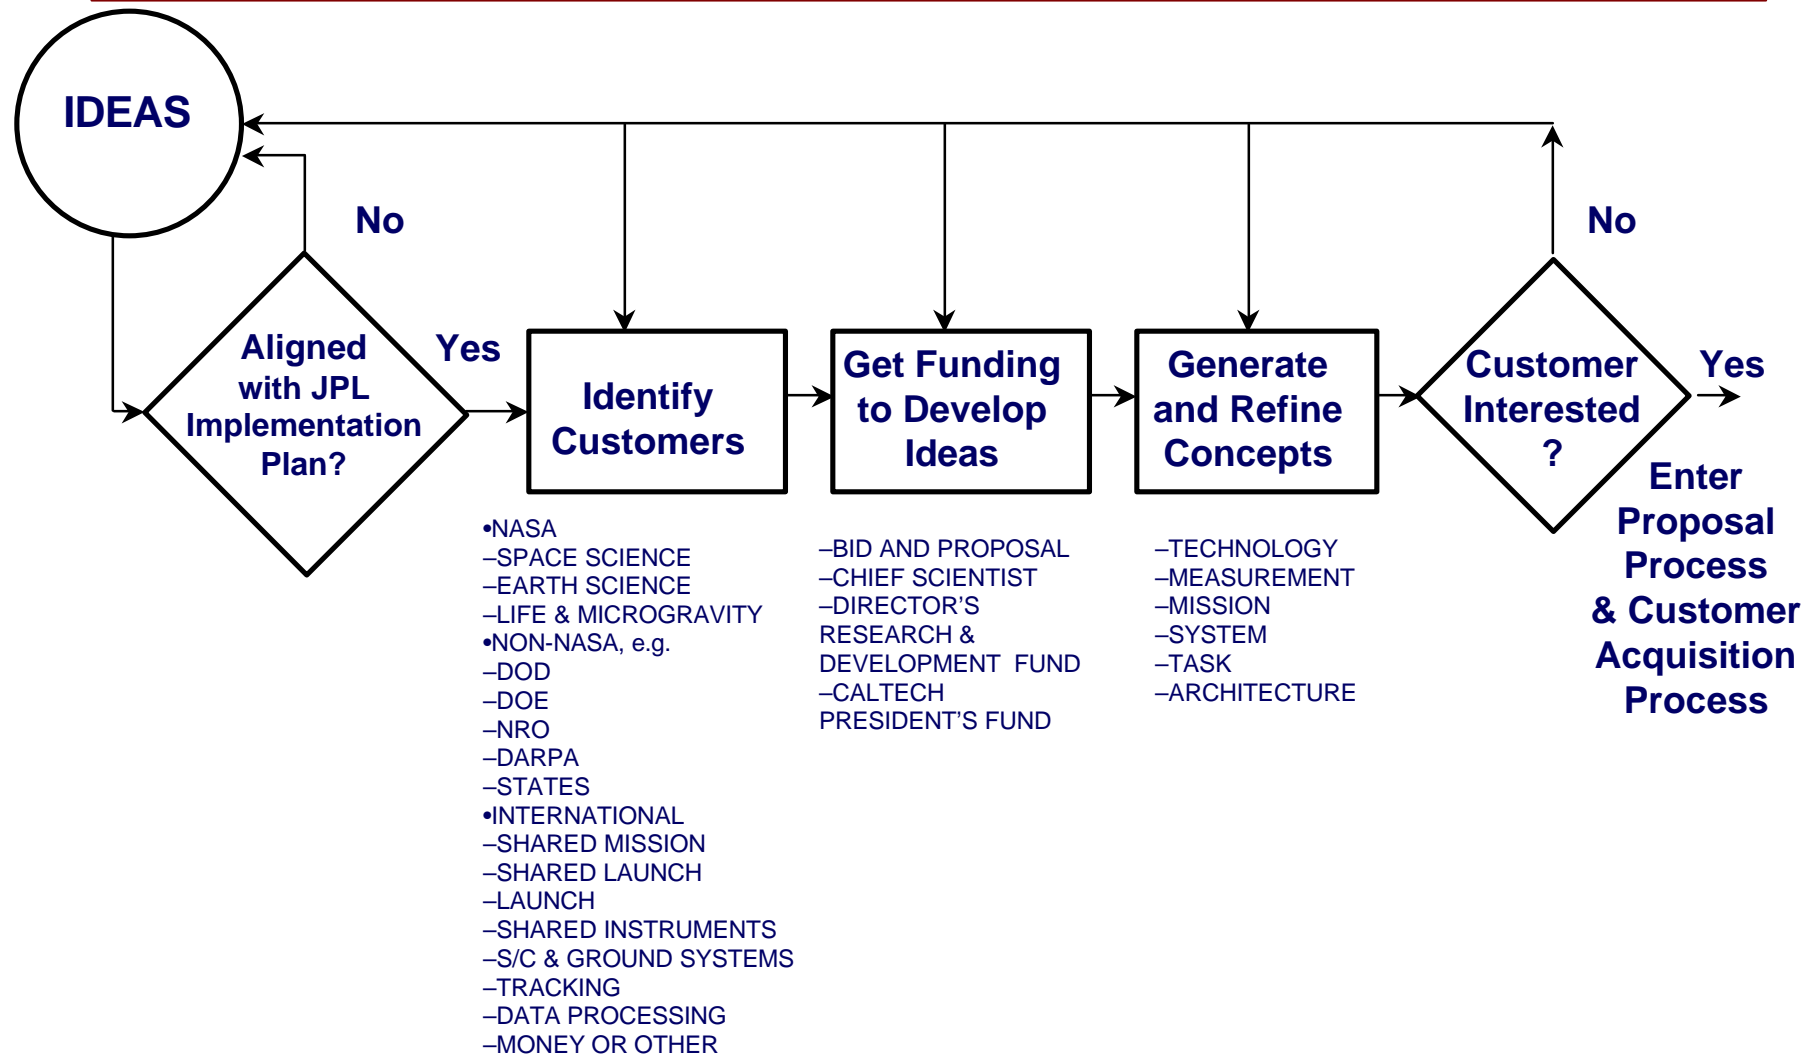 IDEAS
No
No
Aligned
with JPL
Implementation
Plan?
Yes
Identify
Customers
Get Funding
to Develop
Ideas
Generate
and Refine
Concepts
Customer
Interested
?
Yes
Enter
Proposal
Process
& Customer
Acquisition
Process
•NASA
–SPACE SCIENCE
–EARTH SCIENCE
–LIFE & MICROGRAVITY
•NON-NASA, e.g.
–DOD
–DOE
–NRO
–DARPA
–STATES
•INTERNATIONAL
–SHARED MISSION
–SHARED LAUNCH
–LAUNCH
–SHARED INSTRUMENTS
–S/C & GROUND SYSTEMS
–TRACKING
–DATA PROCESSING
–MONEY OR OTHER
–BID AND PROPOSAL
–CHIEF SCIENTIST
–DIRECTOR’S
RESEARCH &
DEVELOPMENT  FUND
–CALTECH
PRESIDENT’S FUND
–TECHNOLOGY
–MEASUREMENT
–MISSION
–SYSTEM
–TASK
–ARCHITECTURE